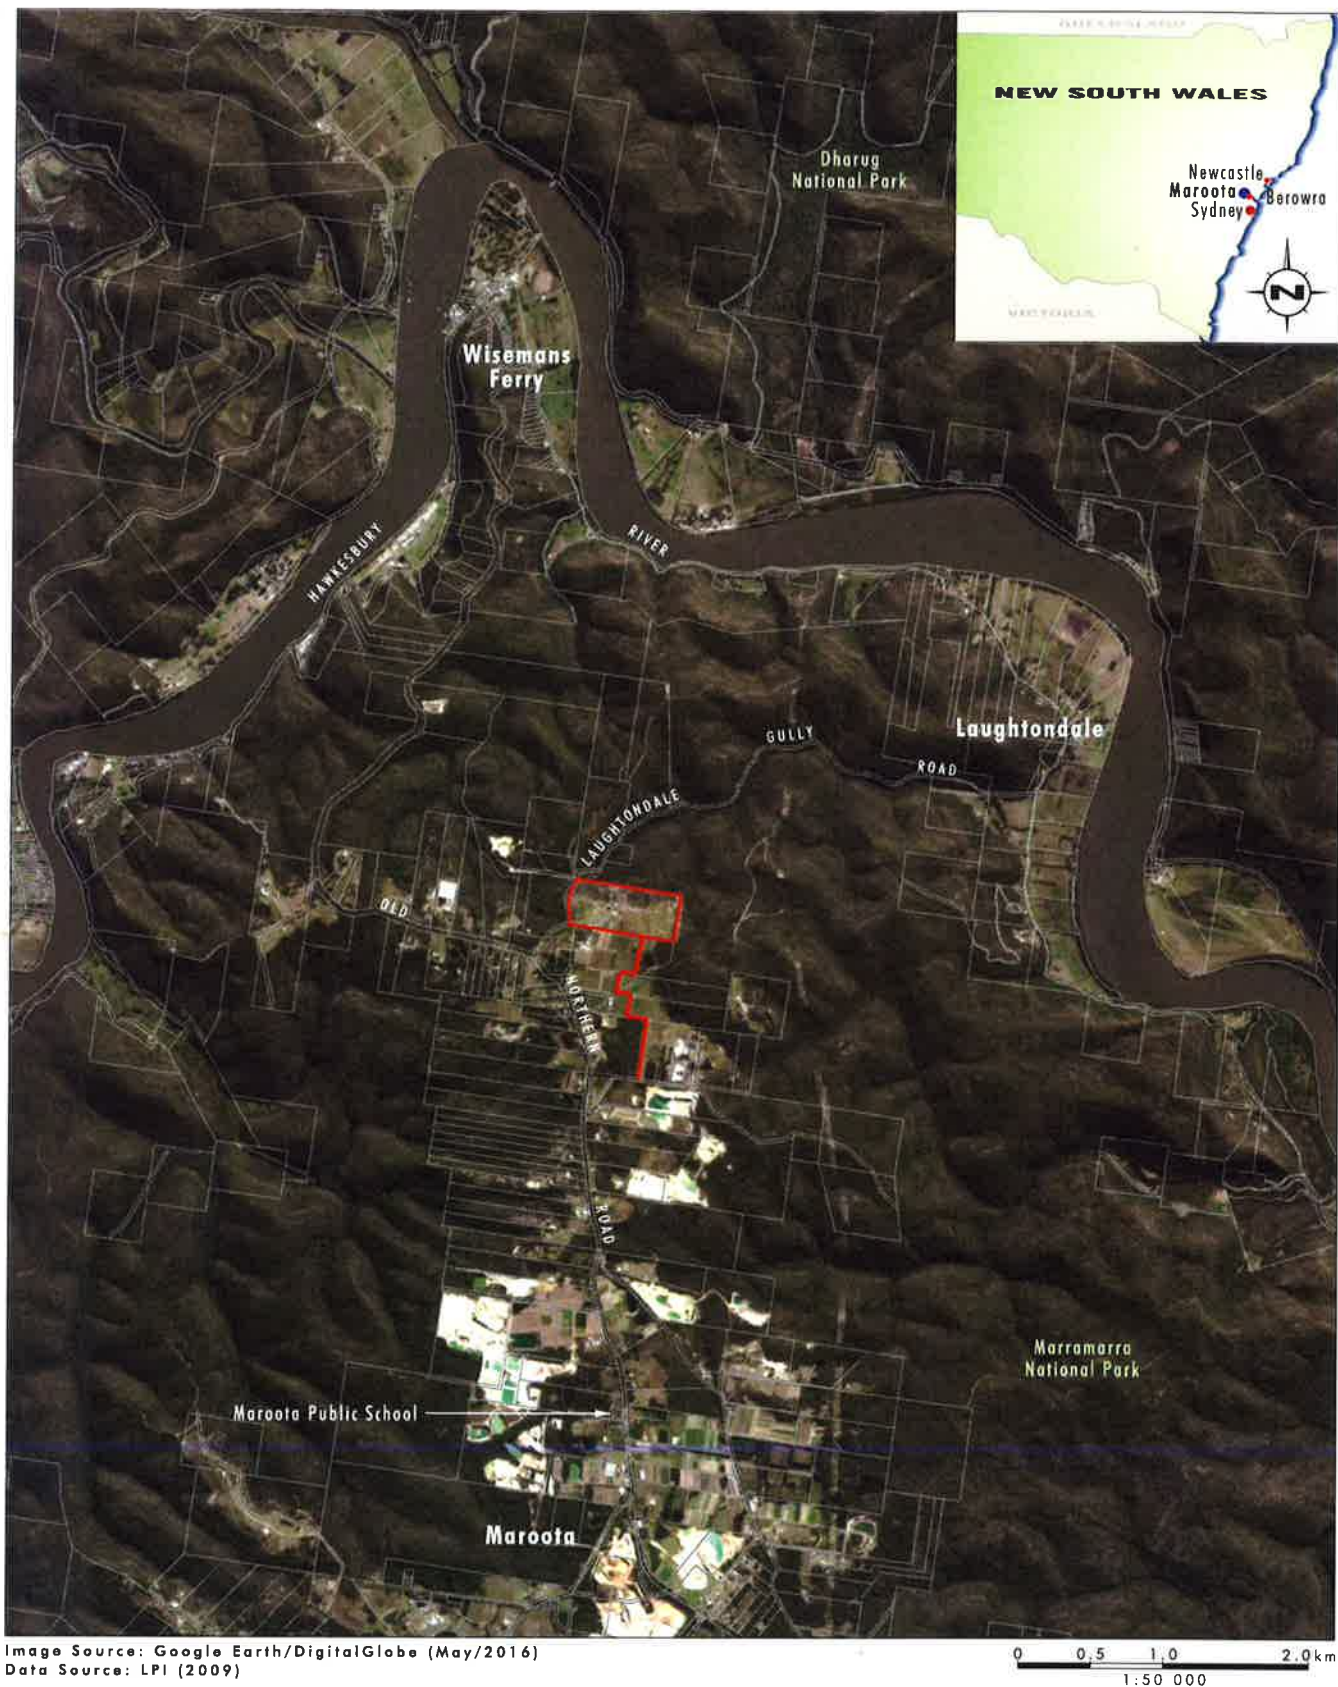 NEW SOUTH WALES
Newcastle
Maroota
Berowra
Sydney
N
Dharug
National Park
Wisemans
Ferry
HAWKESBURY
RIVER
Laughtondale
LAUGHTONDALE
GULLY
ROAD
OLD
NORTHERN
ROAD
Marramarra
National Park
Maroota Public School
Maroota
Image Source: Google Earth/DigitalGlobe (May/2016)
Data Source: LPI (2009)
0 0.5 1.0 2.0km
1:50 000